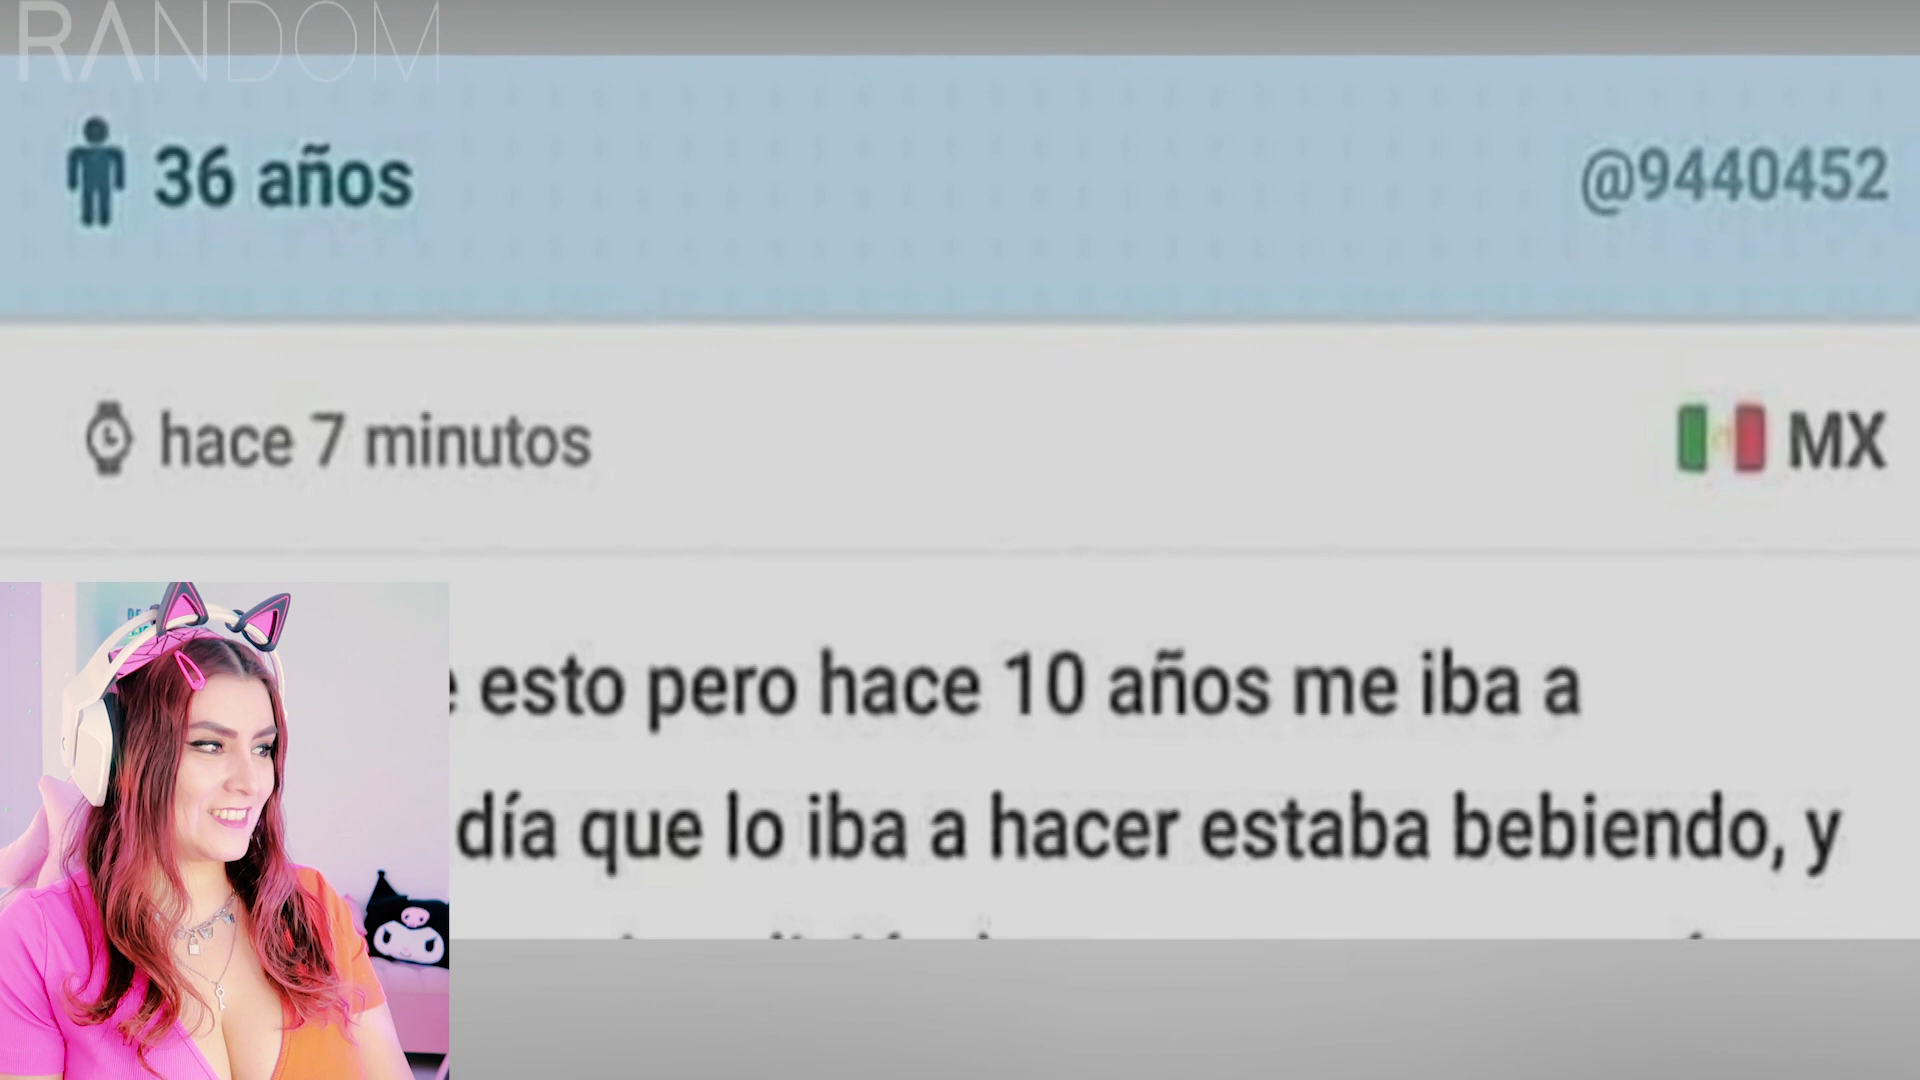 RANDOM
36 años @9440452
hace 7 minutos MX
esto pero hace 10 años me iba a
día que lo iba a hacer estaba bebiendo, y